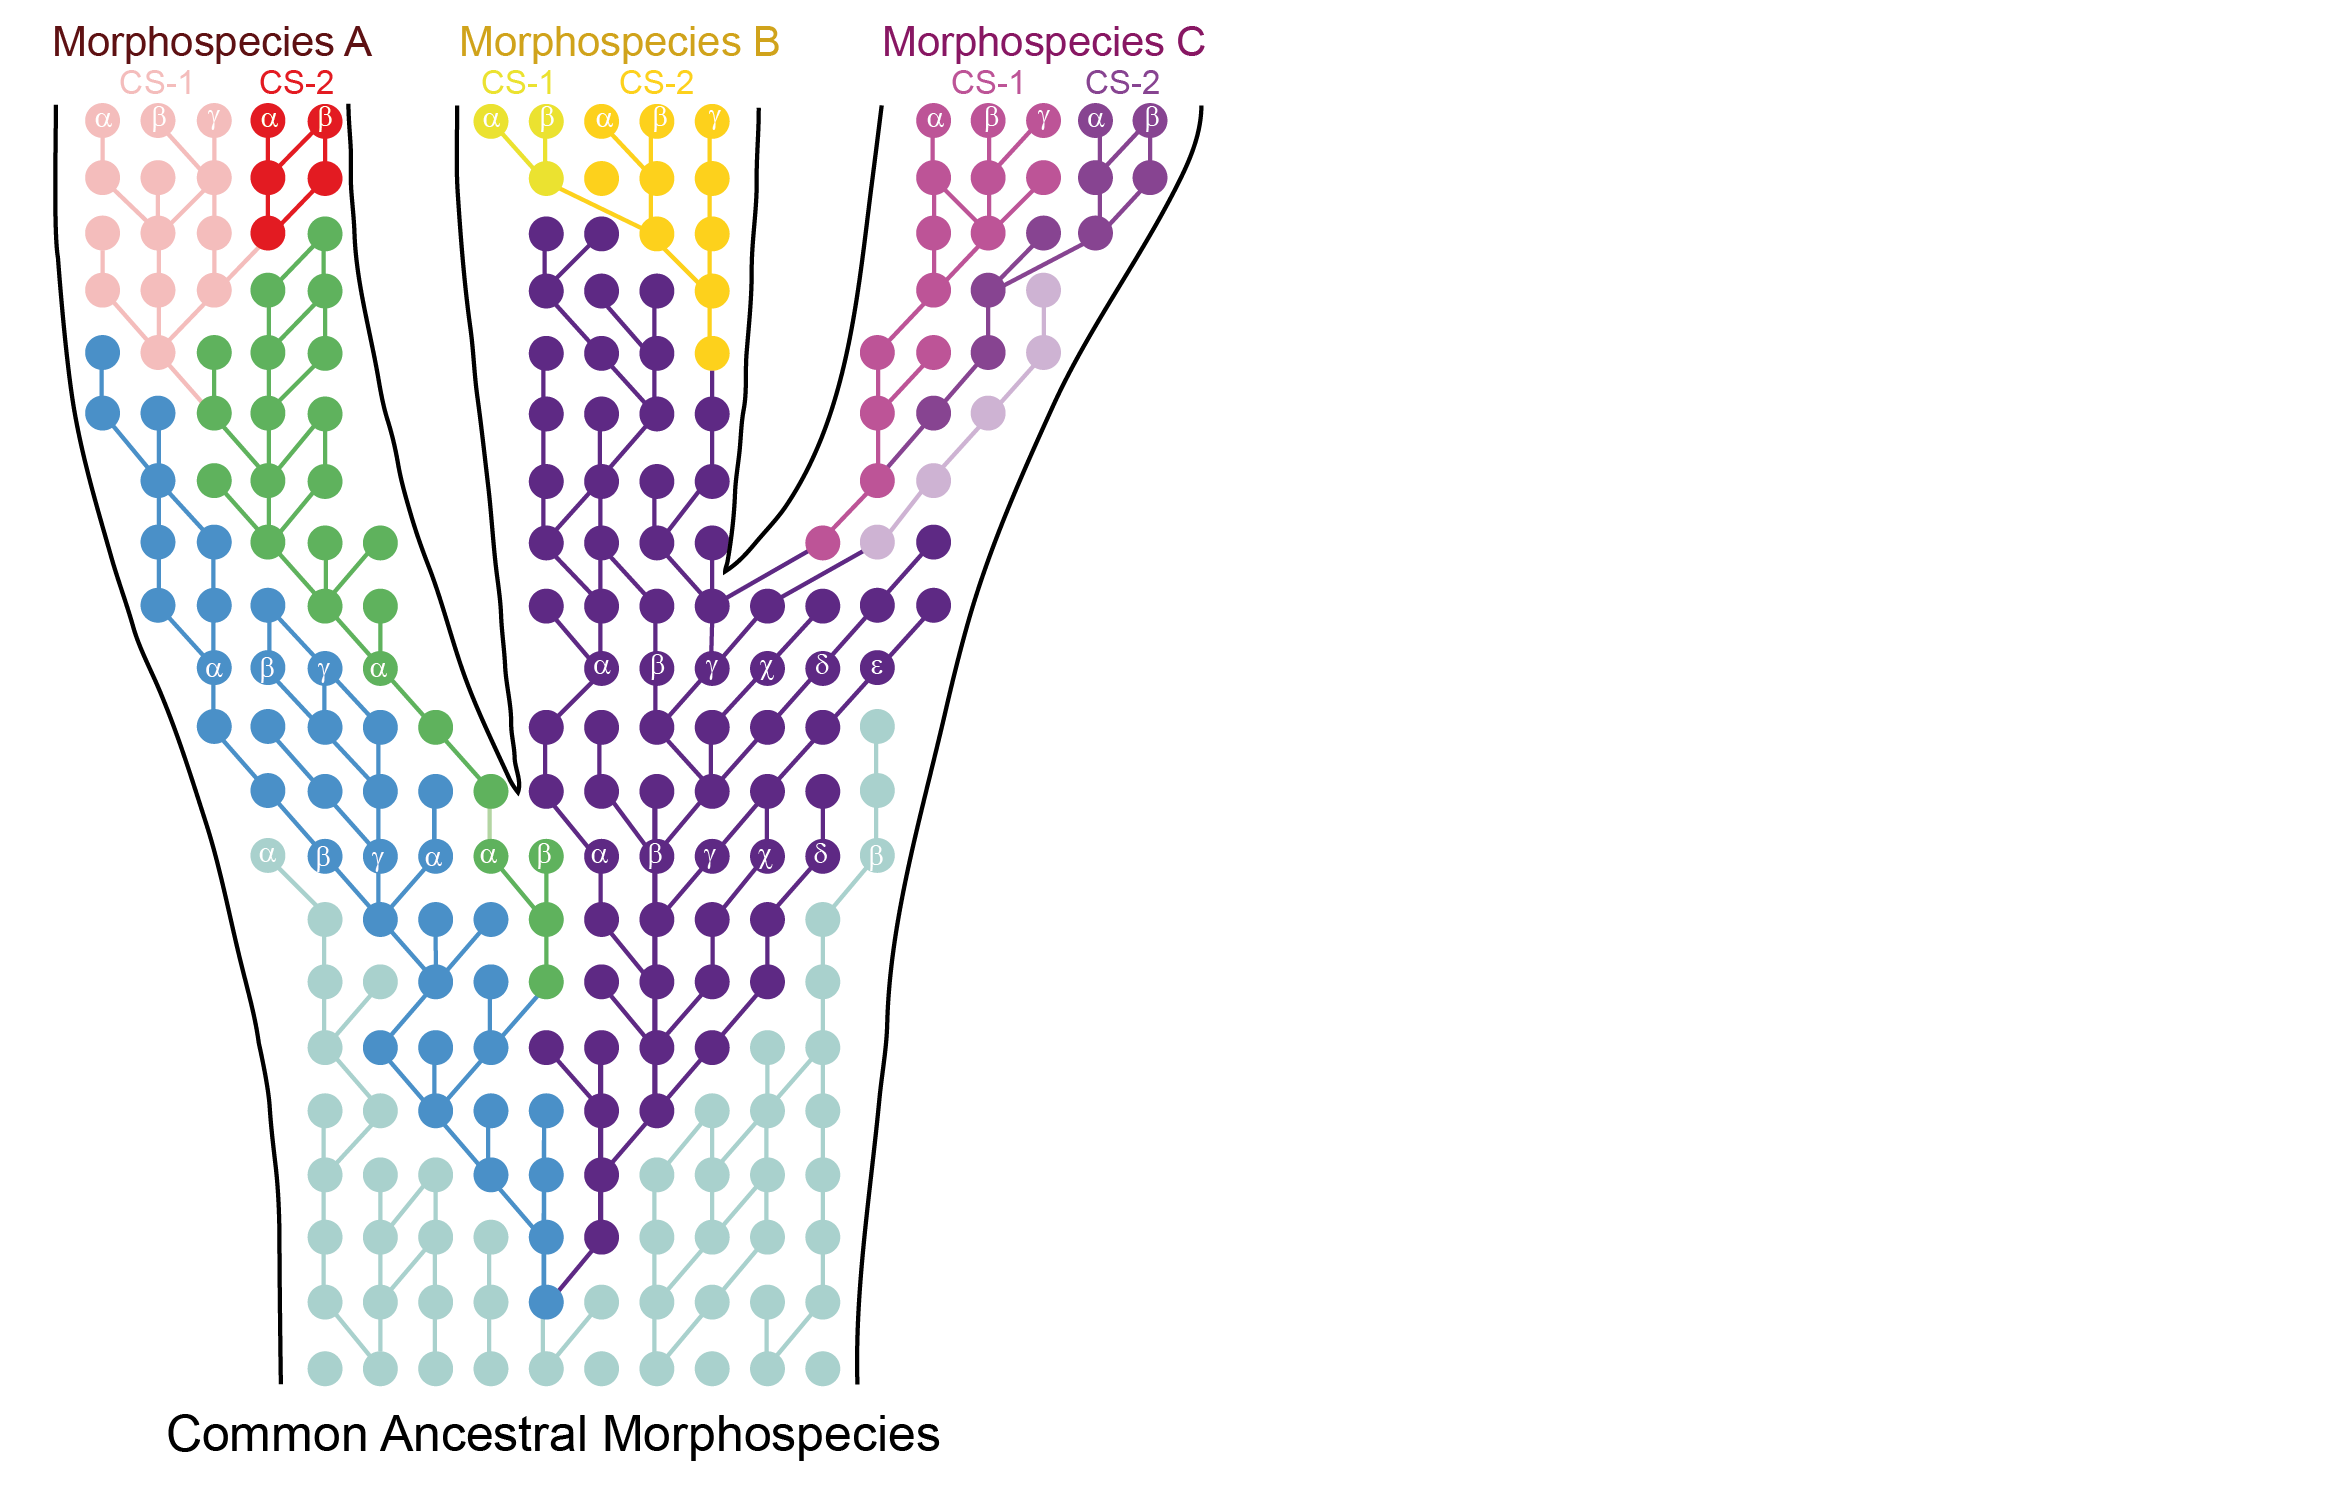 Morphospecies A Morphospecies B Morphospecies C
CS-1 CS-2 CS-1 CS-2 CS-1 CS-2
α β γ α β α β α β γ α β γ α β
α β γ α α β γ χ δ ε
α β γ α α β α β γ χ δ β
Common Ancestral Morphospecies